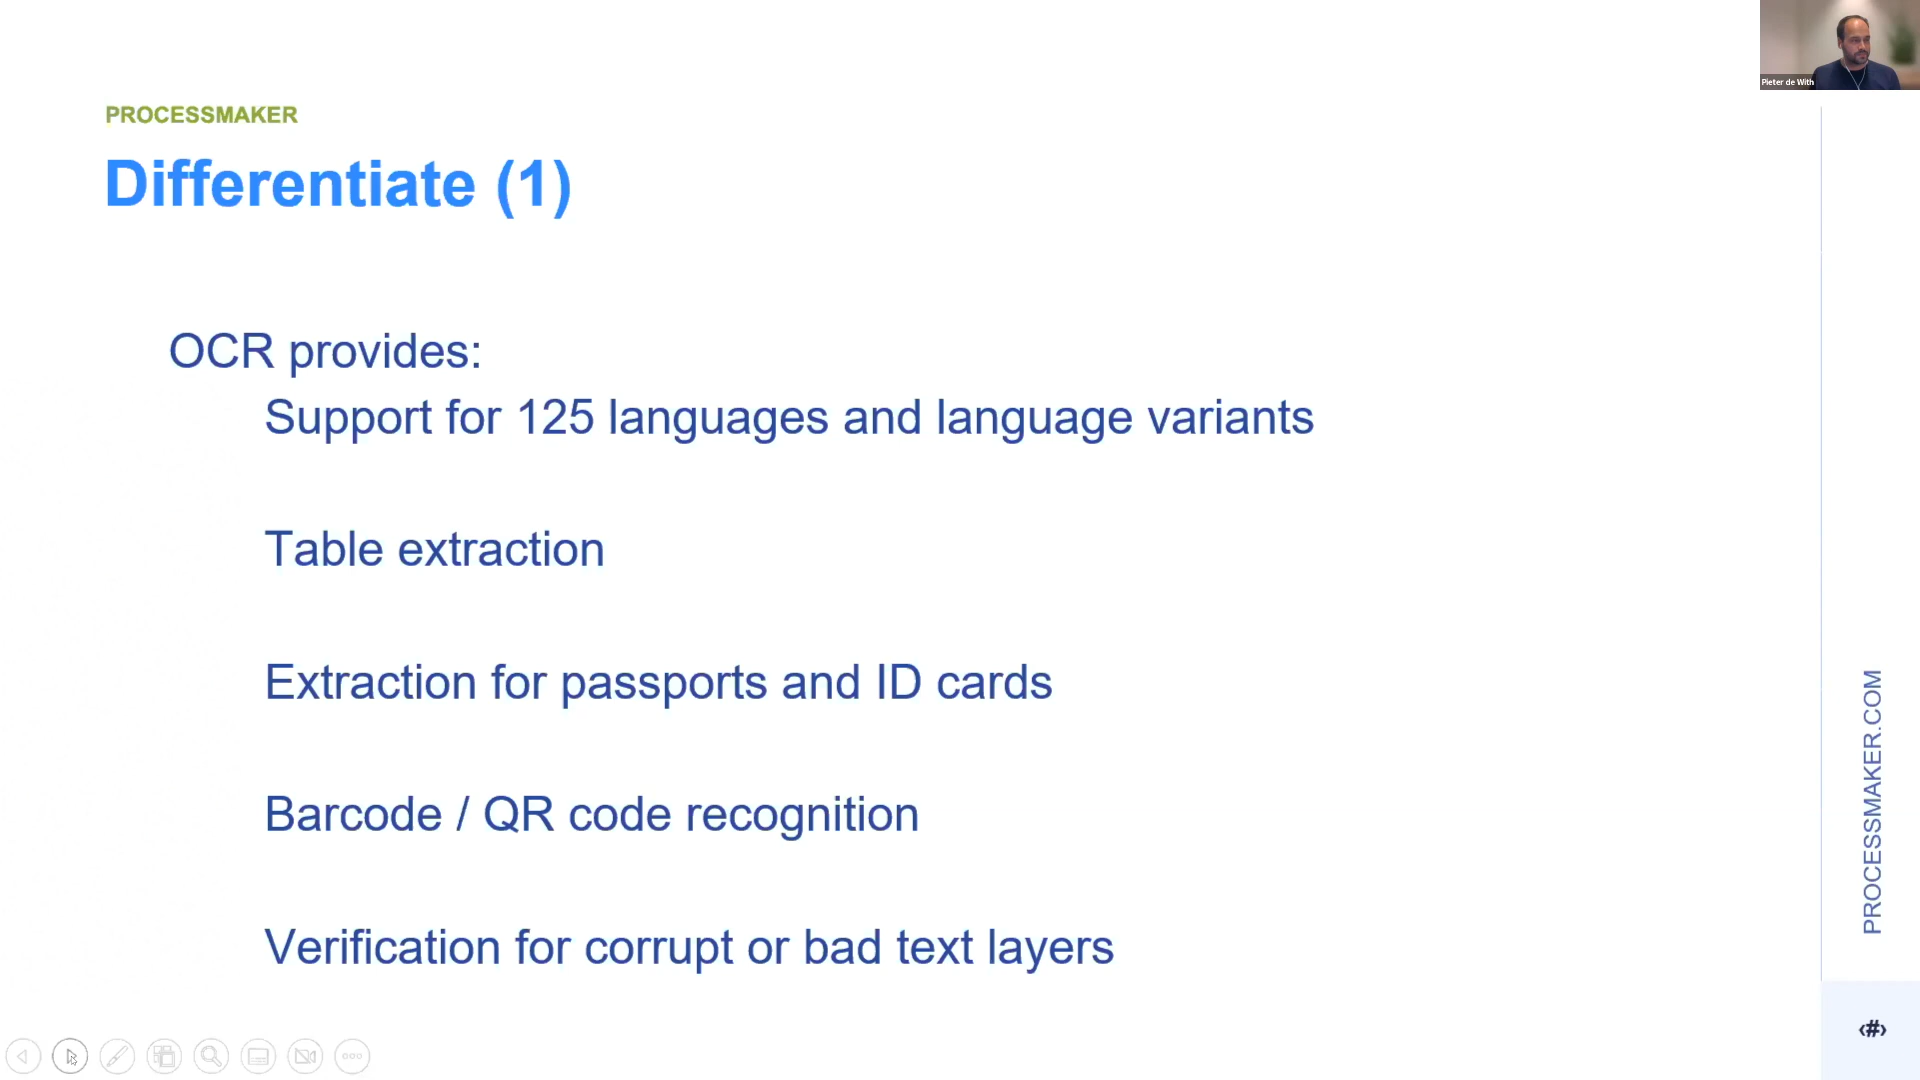 Pieter de With
PROCESSMAKER
Differentiate (1)
OCR provides:
Support for 125 languages and language variants
Table extraction
Extraction for passports and ID cards
Barcode / QR code recognition
Verification for corrupt or bad text layers
PROCESSMAKER.COM
‹#›